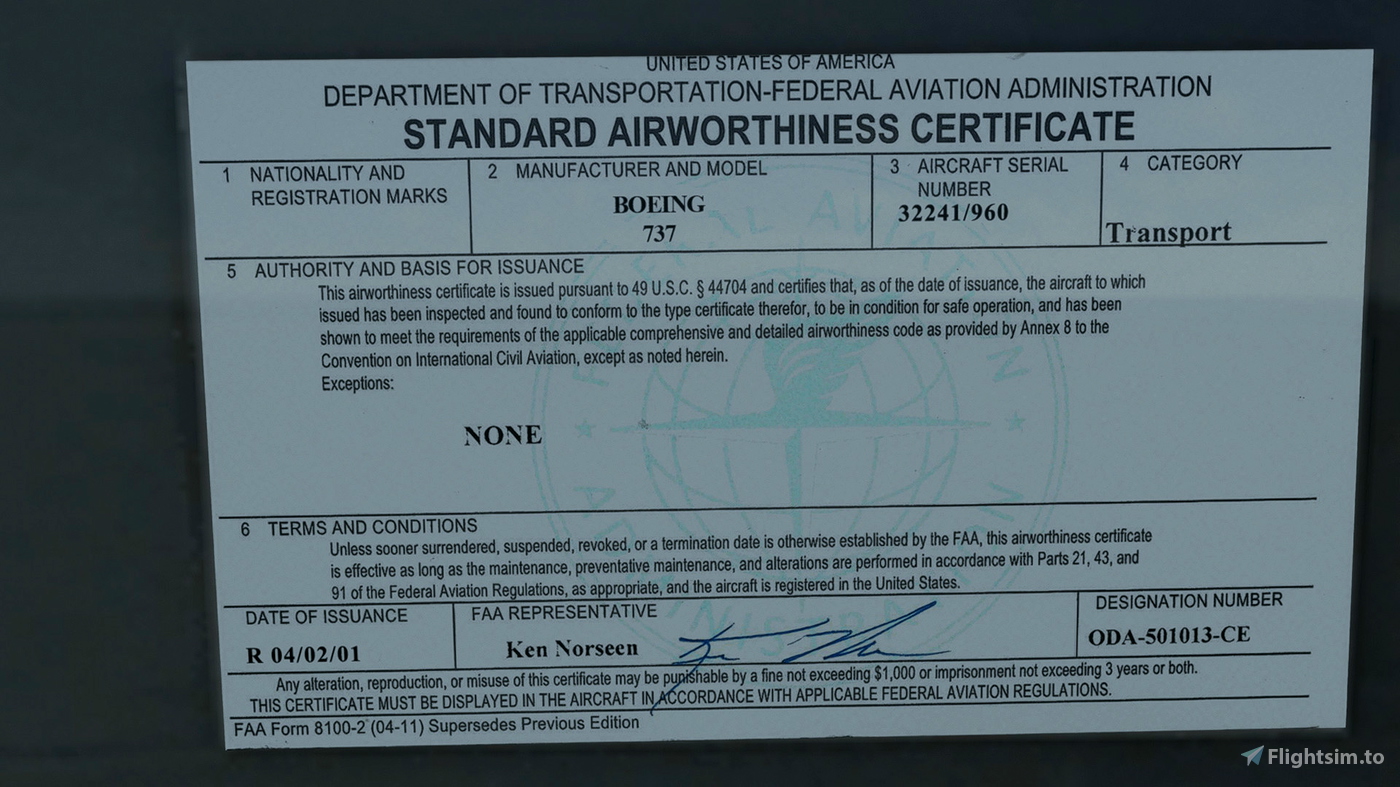 UNITED STATES OF AMERICA
DEPARTMENT OF TRANSPORTATION-FEDERAL AVIATION ADMINISTRATION
STANDARD AIRWORTHINESS CERTIFICATE
1 NATIONALITY AND
REGISTRATION MARKS
2 MANUFACTURER AND MODEL
BOEING
737
3 AIRCRAFT SERIAL
NUMBER
32241/960
4 CATEGORY
Transport
5 AUTHORITY AND BASIS FOR ISSUANCE
This airworthiness certificate is issued pursuant to 49 U.S.C. § 44704 and certifies that, as of the date of issuance, the aircraft to which
issued has been inspected and found to conform to the type certificate therefor, to be in condition for safe operation, and has been
shown to meet the requirements of the applicable comprehensive and detailed airworthiness code as provided by Annex 8 to the
Convention on International Civil Aviation, except as noted herein.
Exceptions:
NONE
6 TERMS AND CONDITIONS
Unless sooner surrendered, suspended, revoked, or a termination date is otherwise established by the FAA, this airworthiness certificate
is effective as long as the maintenance, preventative maintenance, and alterations are performed in accordance with Parts 21, 43, and
91 of the Federal Aviation Regulations, as appropriate, and the aircraft is registered in the United States.
DATE OF ISSUANCE
R 04/02/01
FAA REPRESENTATIVE
Ken Norseen
DESIGNATION NUMBER
ODA-501013-CE
Any alteration, reproduction, or misuse of this certificate may be punishable by a fine not exceeding $1,000 or imprisonment not exceeding 3 years or both.
THIS CERTIFICATE MUST BE DISPLAYED IN THE AIRCRAFT IN ACCORDANCE WITH APPLICABLE FEDERAL AVIATION REGULATIONS.
FAA Form 8100-2 (04-11) Supersedes Previous Edition
Flightsim.to